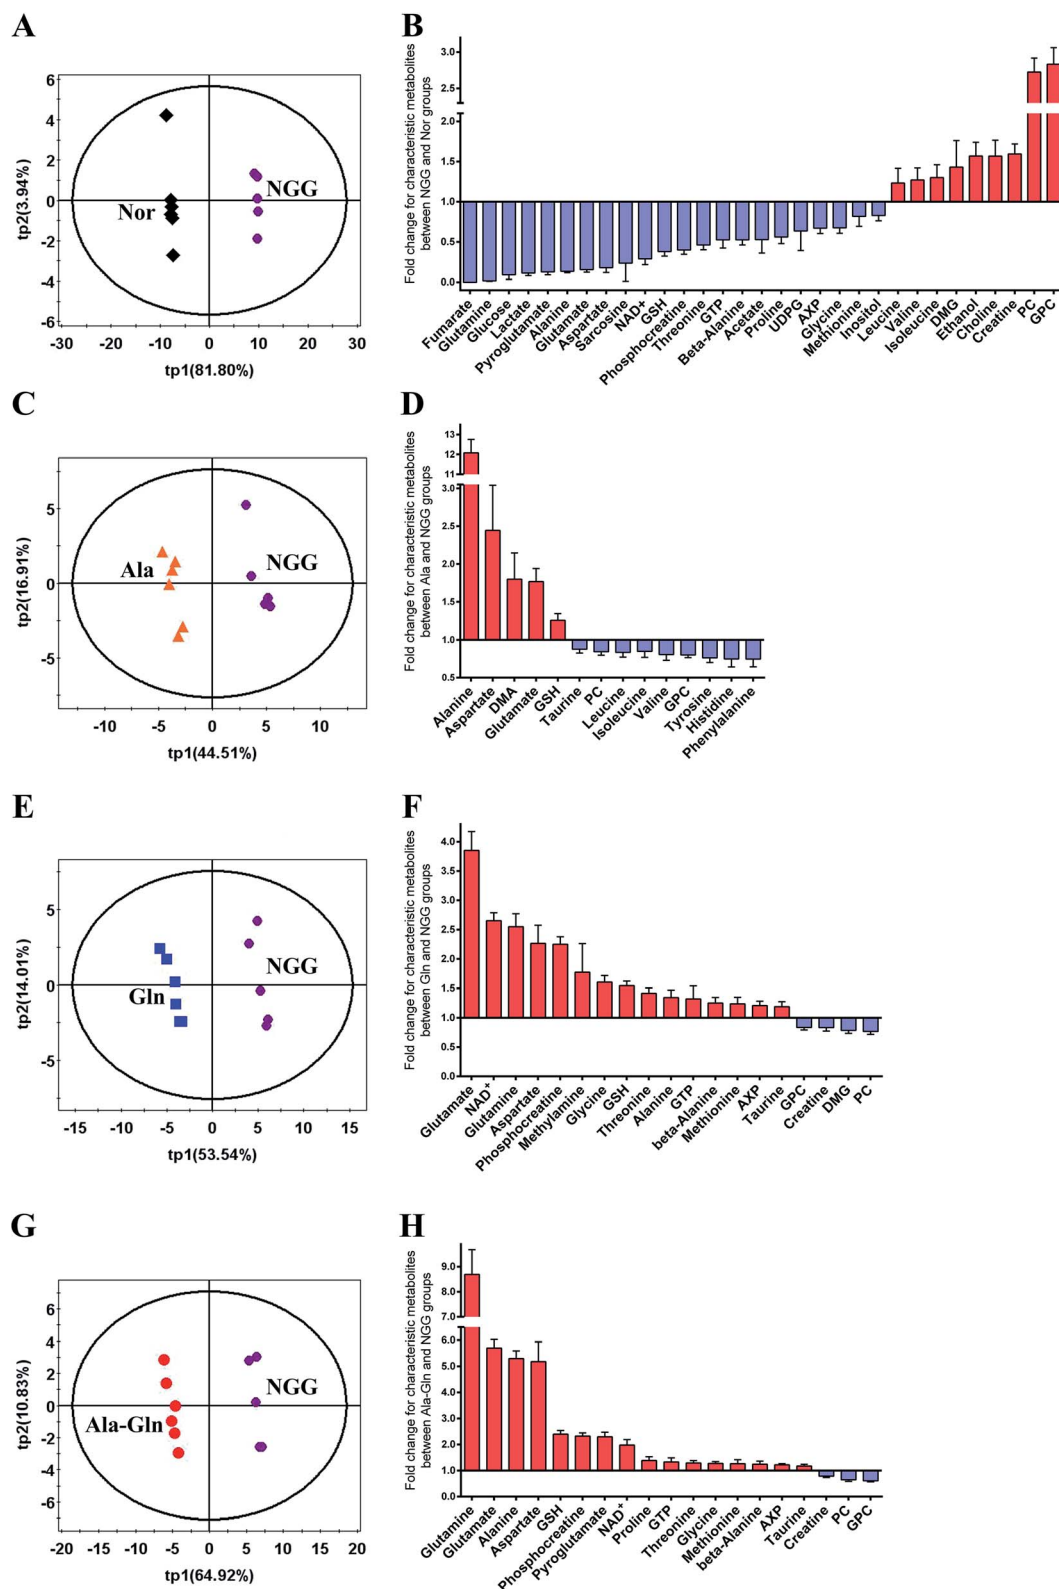 A
6
4
2
0
-2
-4
-6
tp2(3.94%)
Nor
NGG
-30
-20
-10
0
10
20
30
tp1(81.80%)
B
Fold change for characteristic metabolites
between NGG and Nor groups
3.0
2.5
2.0
1.5
1.0
0.5
0.0
Fumarate
Glutamine
Glucose
Lactate
Pyroglutamate
Alanine
Glutamate
Aspartate
Sarcosine
NAD+
GSH
Phosphocreatine
Threonine
GTP
Beta-Alanine
Acetate
Proline
UDPG
AXP
Glycine
Methionine
Inositol
Leucine
Valine
Isoleucine
DMG
Ethanol
Choline
Creatine
PC
GPC
C
5
0
-5
tp2(16.91%)
Ala
NGG
-10
-5
0
5
10
tp1(44.51%)
D
Fold change for characteristic metabolites
between Ala and NGG groups
13
12
11
3.0
2.5
2.0
1.5
1.0
0.5
Alanine
Aspartate
DMA
Glutamate
GSH
Taurine
PC
Leucine
Isoleucine
Valine
GPC
Tyrosine
Histidine
Phenylalanine
E
5
0
-5
tp2(14.01%)
Gln
NGG
-15
-10
-5
0
5
10
15
tp1(53.54%)
F
Fold change for characteristic metabolites
between Gln and NGG groups
4.0
3.5
3.0
2.5
2.0
1.5
1.0
0.5
0.0
Glutamate
NAD+
Glutamine
Aspartate
Phosphocreatine
Methylamine
Glycine
GSH
Threonine
Alanine
GTP
beta-Alanine
Methionine
AXP
Taurine
GPC
Creatine
DMG
PC
G
6
4
2
0
-2
-4
-6
tp2(10.83%)
Ala-Gln
NGG
-20
-15
-10
-5
0
5
10
15
20
tp1(64.92%)
H
Fold change for characteristic metabolites
between Ala-Gln and NGG groups
9.0
8.0
7.0
6.0
5.0
4.0
3.0
2.0
1.0
0.0
Glutamine
Glutamate
Alanine
Aspartate
GSH
Phosphocreatine
Pyroglutamate
NAD+
Proline
GTP
Threonine
Glycine
Methionine
beta-Alanine
AXP
Taurine
Creatine
PC
GPC